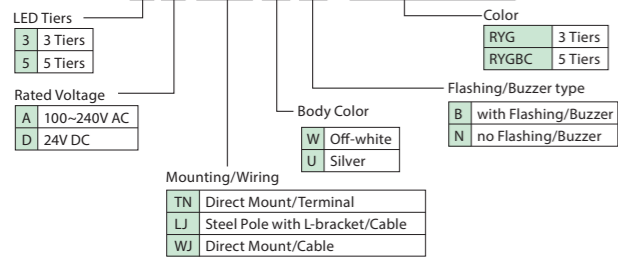 LED Tiers
3 3 Tiers
5 5 Tiers
Color
RYG 3 Tiers
RYGBC 5 Tiers
Rated Voltage
A 100~240V AC
D 24V DC
Body Color
W Off-white
U Silver
Flashing/Buzzer type
B with Flashing/Buzzer
N no Flashing/Buzzer
Mounting/Wiring
TN Direct Mount/Terminal
LJ Steel Pole with L-bracket/Cable
WJ Direct Mount/Cable